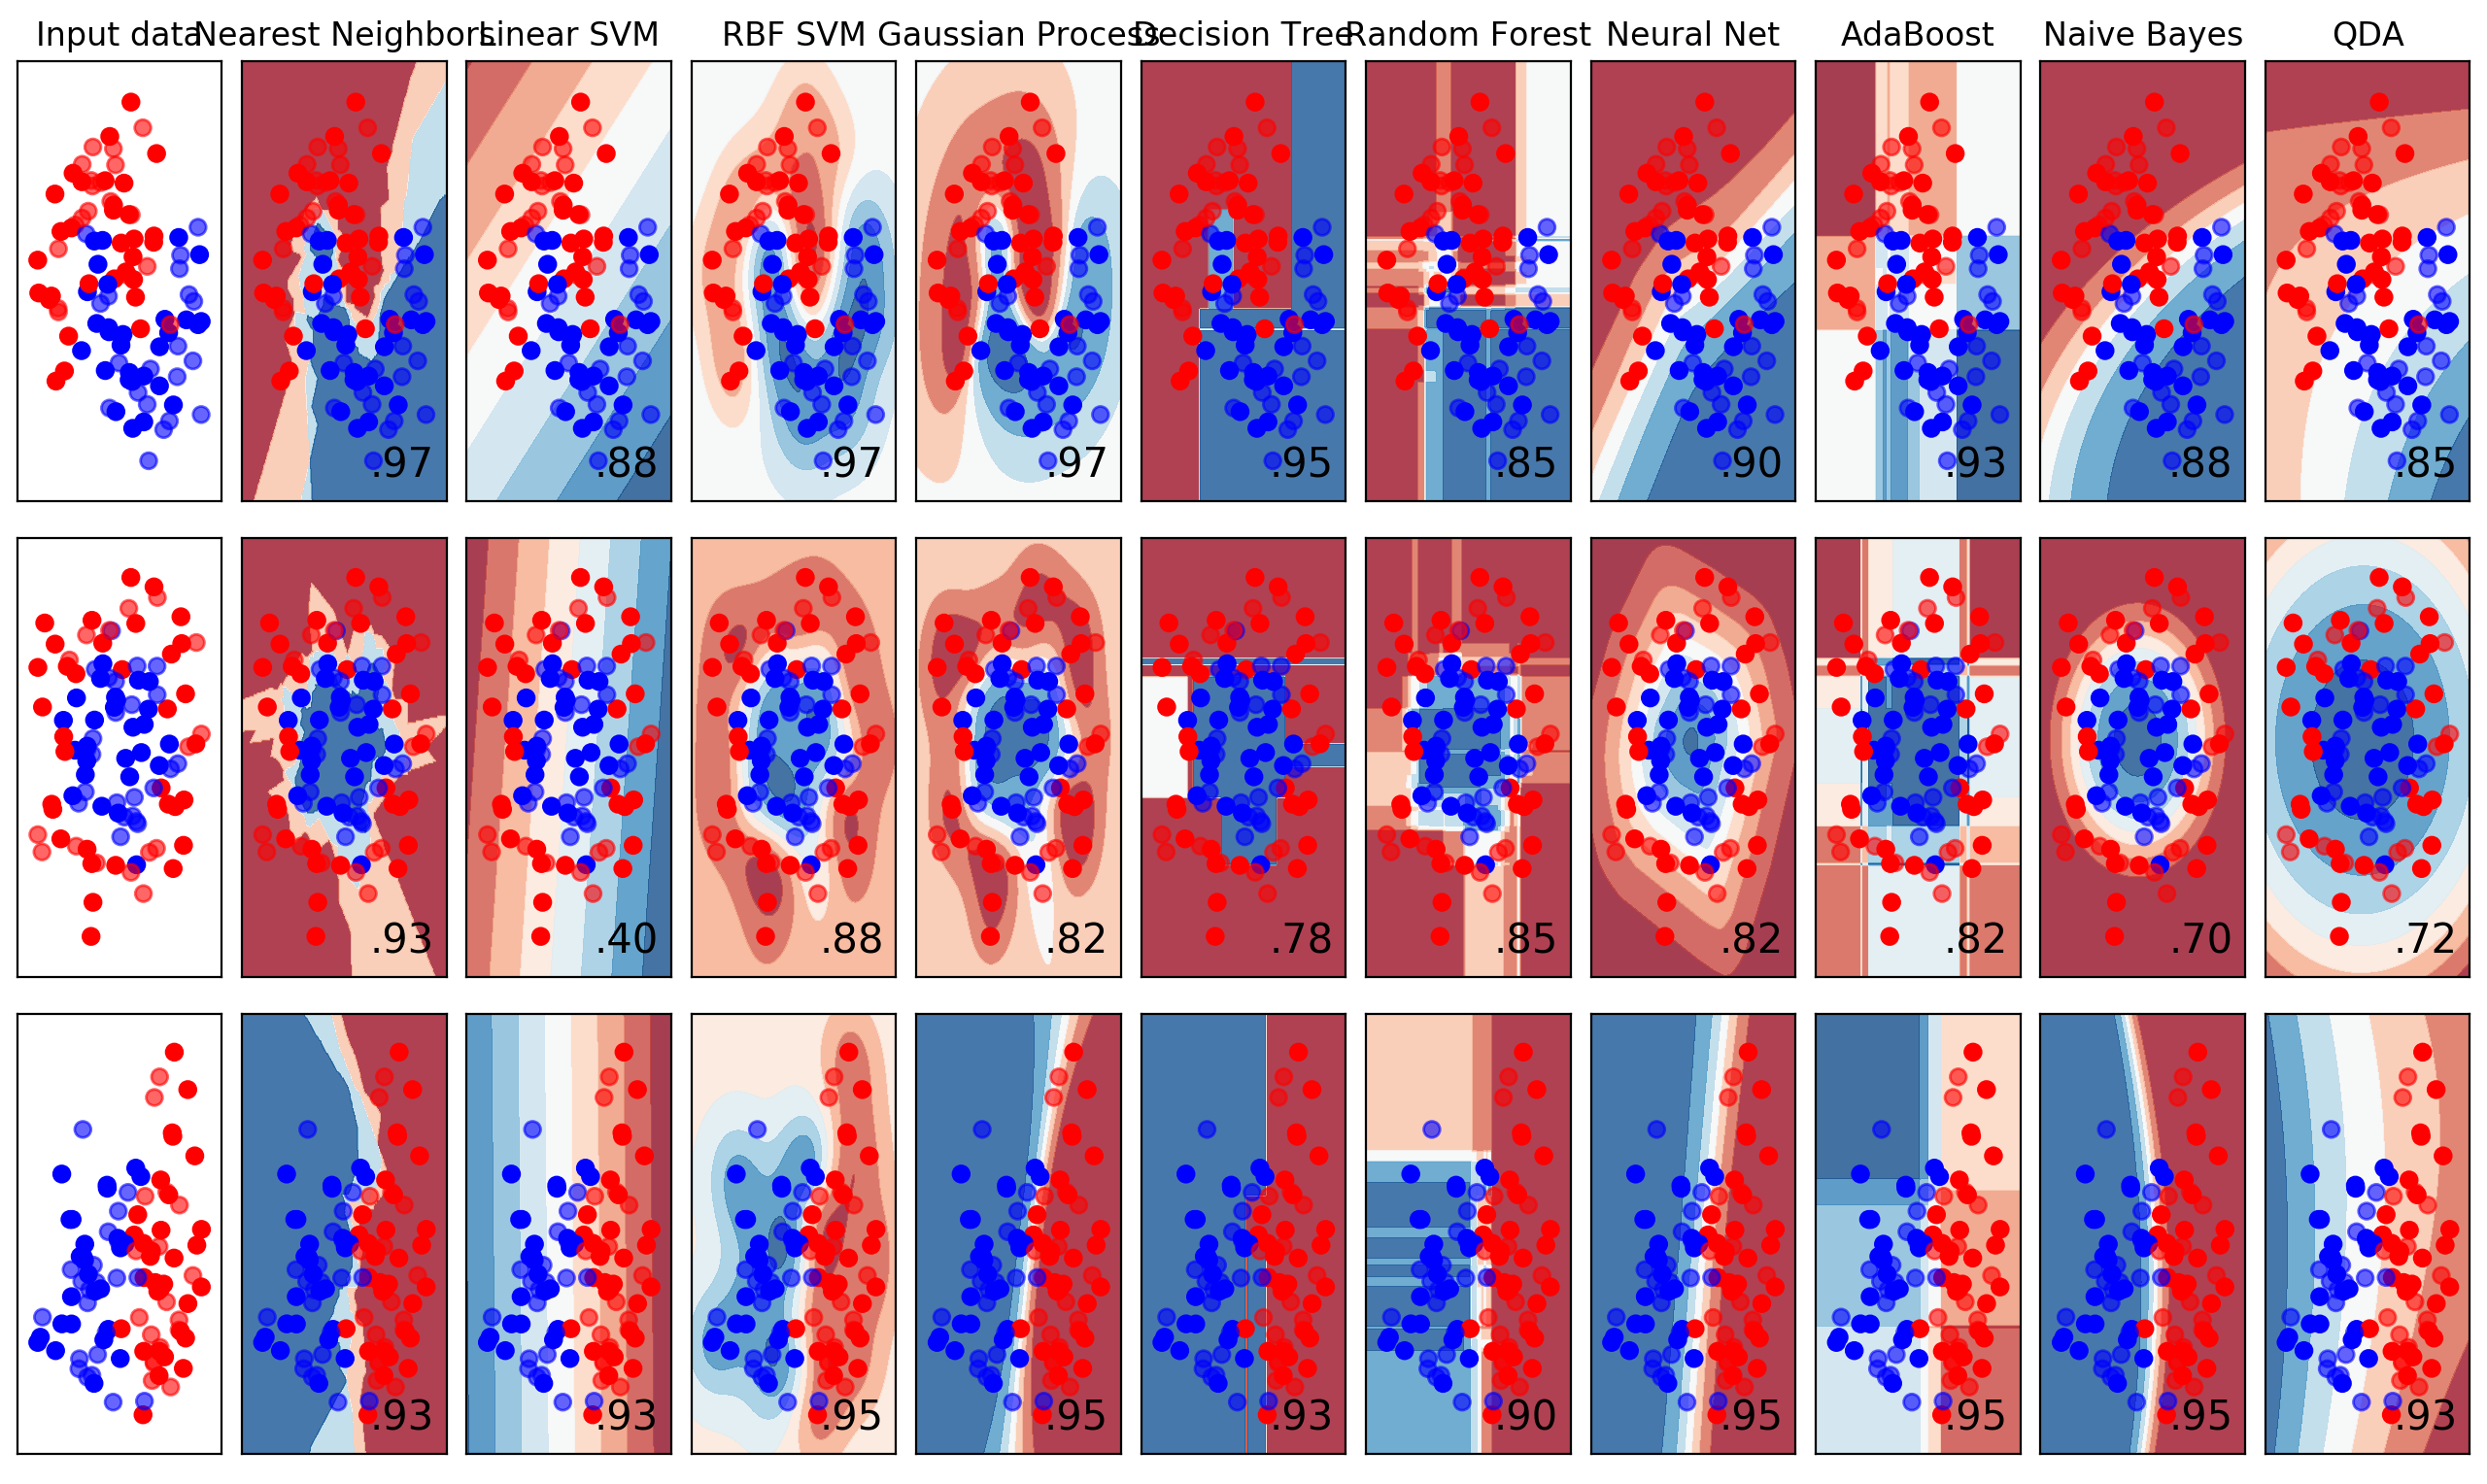 Input data Nearest Neighbors Linear SVM RBF SVM Gaussian Process Decision Tree Random Forest Neural Net AdaBoost Naive Bayes QDA
.97 .88 .97 .97 .95 .85 .90 .93 .88 .85
.93 .40 .88 .82 .78 .85 .82 .82 .70 .72
.93 .93 .95 .95 .93 .90 .95 .95 .95 .93